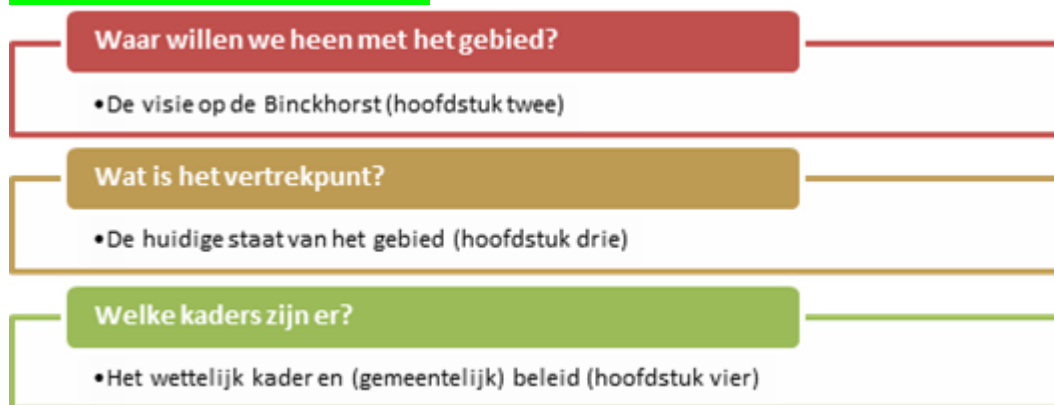 Waar willen we heen met het gebied?
•De visie op de Binckhorst (hoofdstuk twee)
Wat is het vertrekpunt?
•De huidige staat van het gebied (hoofdstuk drie)
Welke kaders zijn er?
•Het wettelijk kader en (gemeentelijk) beleid (hoofdstuk vier)